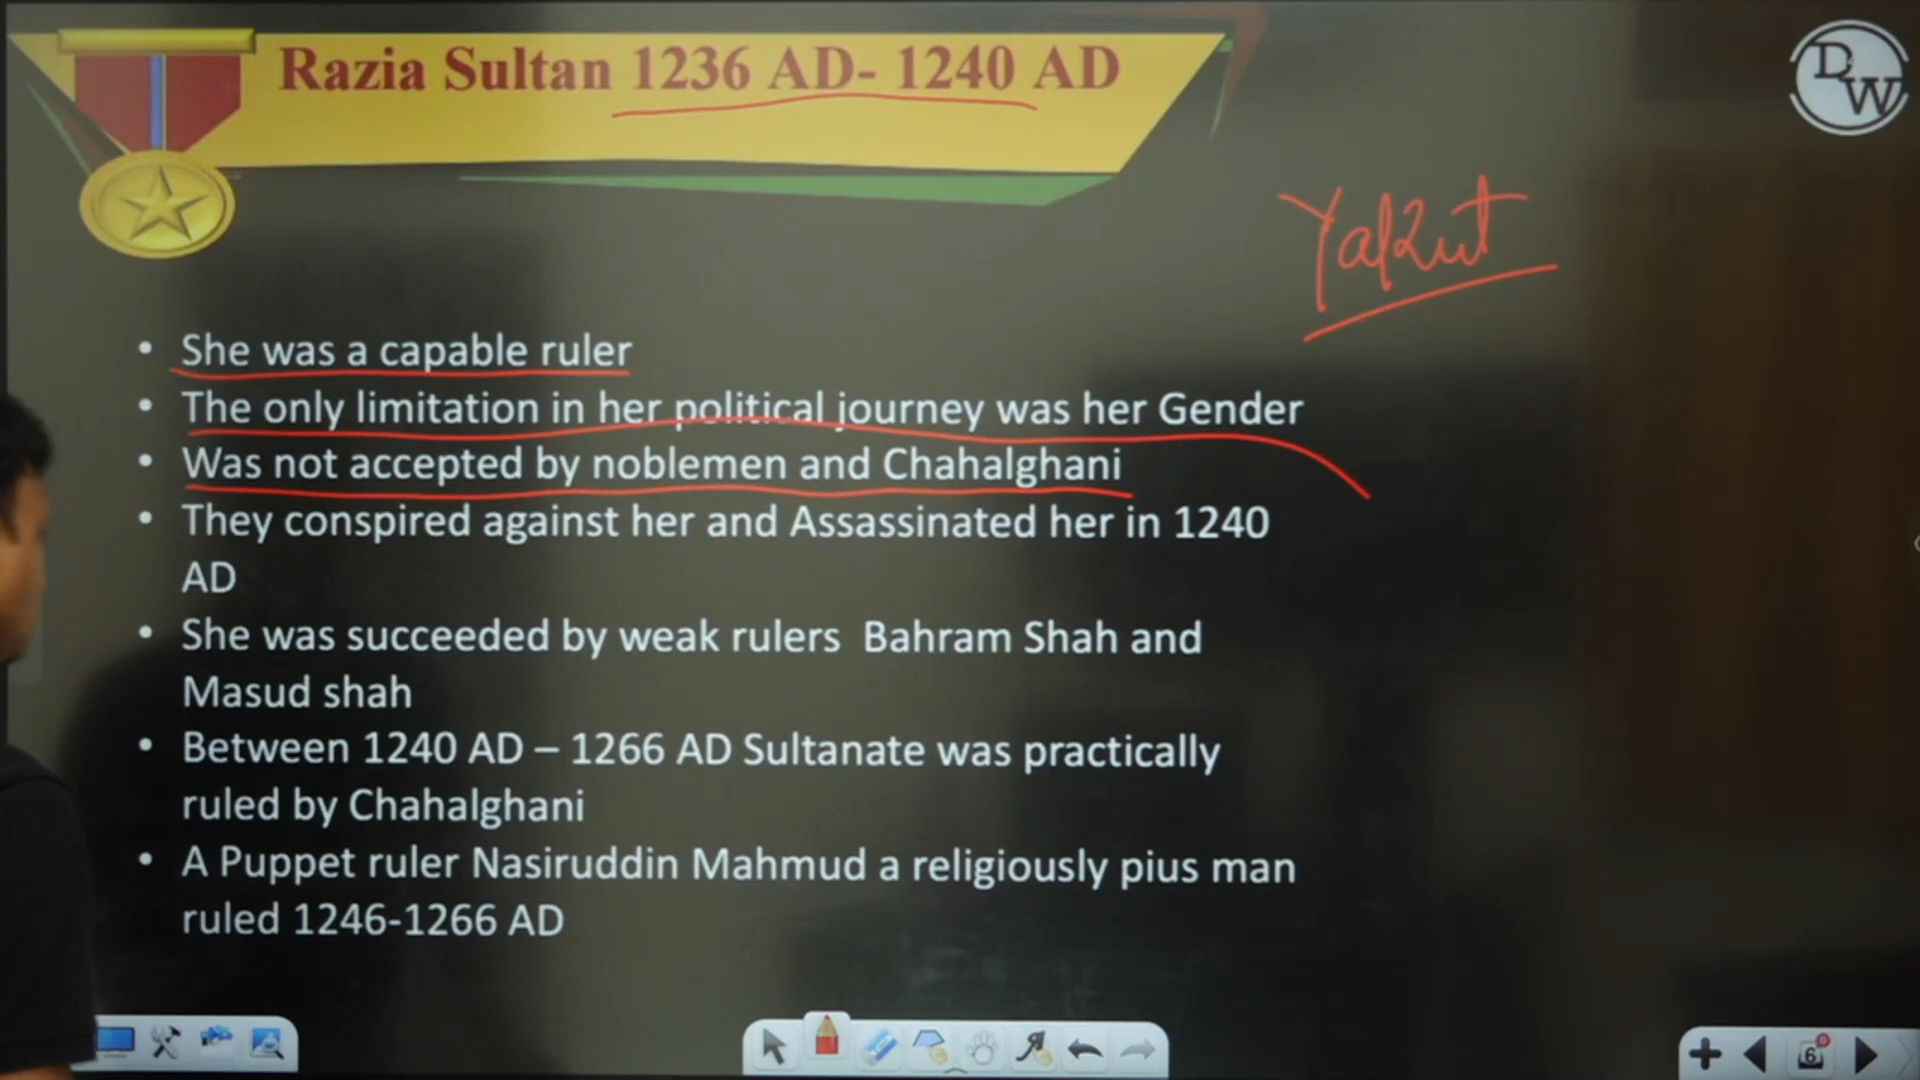 Razia Sultan 1236 AD- 1240 AD
DW
Yakut
• She was a capable ruler
• The only limitation in her political journey was her Gender
• Was not accepted by noblemen and Chahalghani
• They conspired against her and Assassinated her in 1240
AD
• She was succeeded by weak rulers Bahram Shah and
Masud shah
• Between 1240 AD – 1266 AD Sultanate was practically
ruled by Chahalghani
• A Puppet ruler Nasiruddin Mahmud a religiously pius man
ruled 1246-1266 AD
6